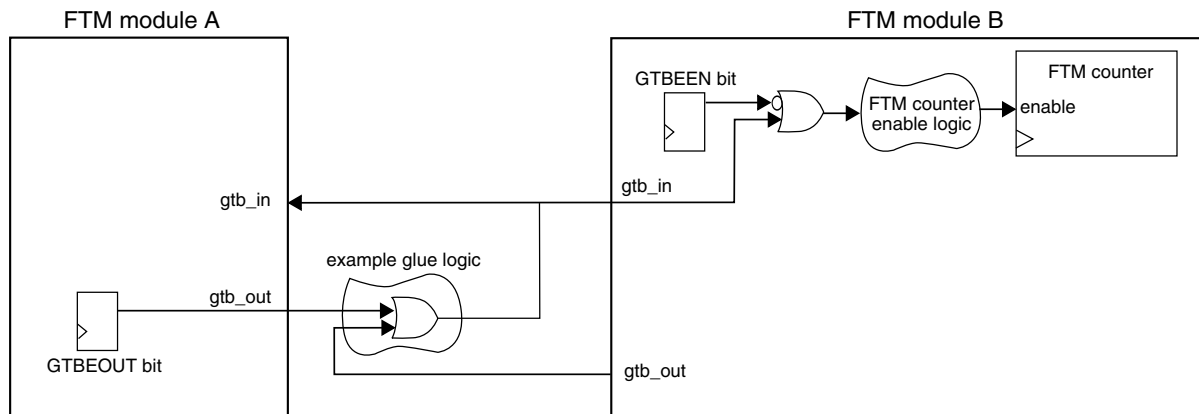 FTM module A
FTM module B
GTBEEN bit
FTM counter
FTM counter
enable logic
enable
gtb_in
gtb_in
example glue logic
gtb_out
GTBEOUT bit
gtb_out